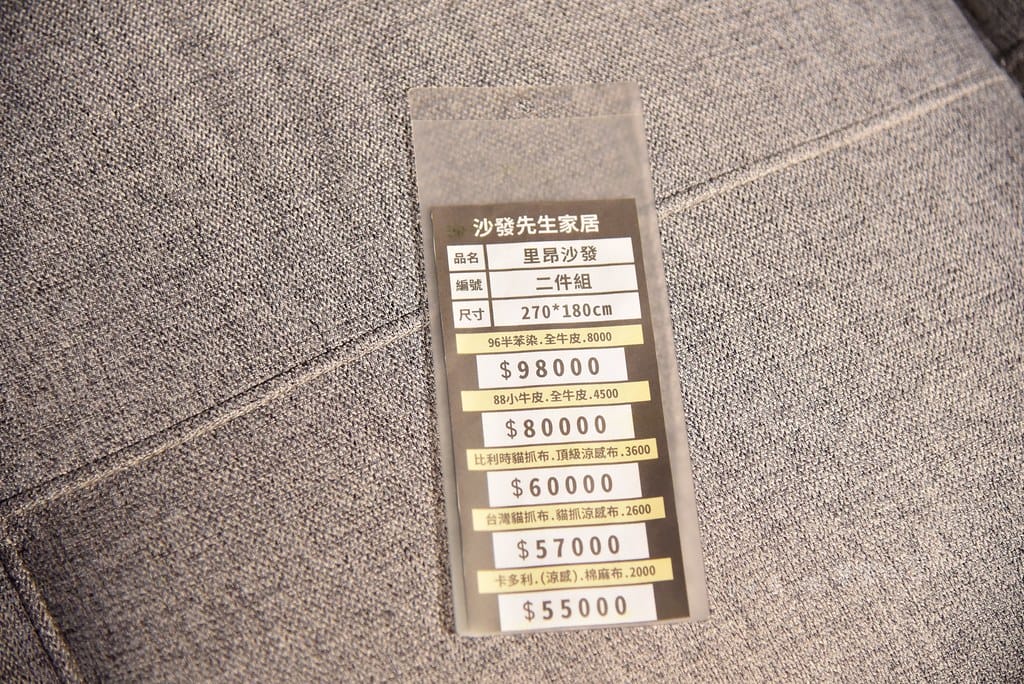 沙發先生家居
品名 里昂沙發
編號 二件組
尺寸 270*180cm
96半苯染.全牛皮.8000
$98000
88小牛皮.全牛皮.4500
$80000
比利時貓抓布.頂級涼感布.3600
$60000
台灣貓抓布.貓抓涼感布.2600
$57000
卡多利.(涼感).棉麻布.2000
$55000